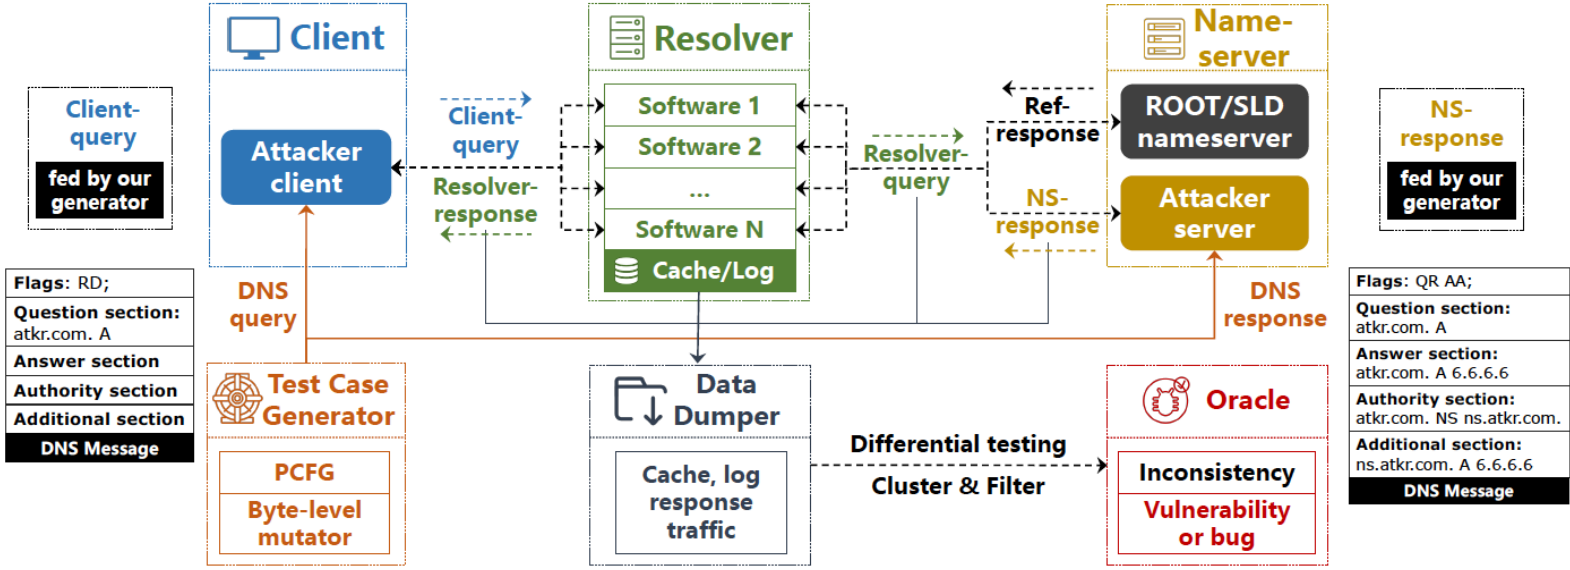 Client-
query
fed by our
generator
Flags: RD;
Question section:
atkr.com. A
Answer section
Authority section
Additional section
DNS Message
Client
Attacker
client
DNS
query
Test Case
Generator
PCFG
Byte-level
mutator
Client-
query
Resolver-
response
Resolver
Software 1
Software 2
...
Software N
Cache/Log
Data
Dumper
Cache, log
response
traffic
Resolver-
query
Ref-
response
NS-
response
Differential testing
Cluster & Filter
Name-
server
ROOT/SLD
nameserver
Attacker
server
DNS
response
Oracle
Inconsistency
Vulnerability
or bug
NS-
response
fed by our
generator
Flags: QR AA;
Question section:
atkr.com. A
Answer section:
atkr.com. A 6.6.6.6
Authority section:
atkr.com. NS ns.atkr.com.
Additional section:
ns.atkr.com. A 6.6.6.6
DNS Message